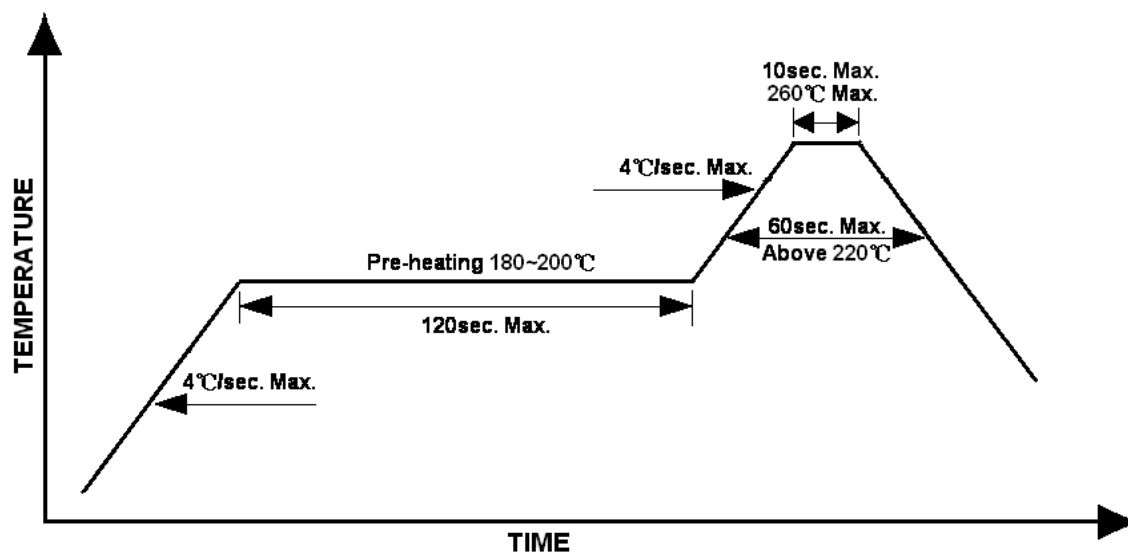 10sec. Max.
260℃ Max.
4℃/sec. Max.
60sec. Max.
Above 220℃
Pre-heating 180~200℃
120sec. Max.
4℃/sec. Max.
TEMPERATURE
TIME